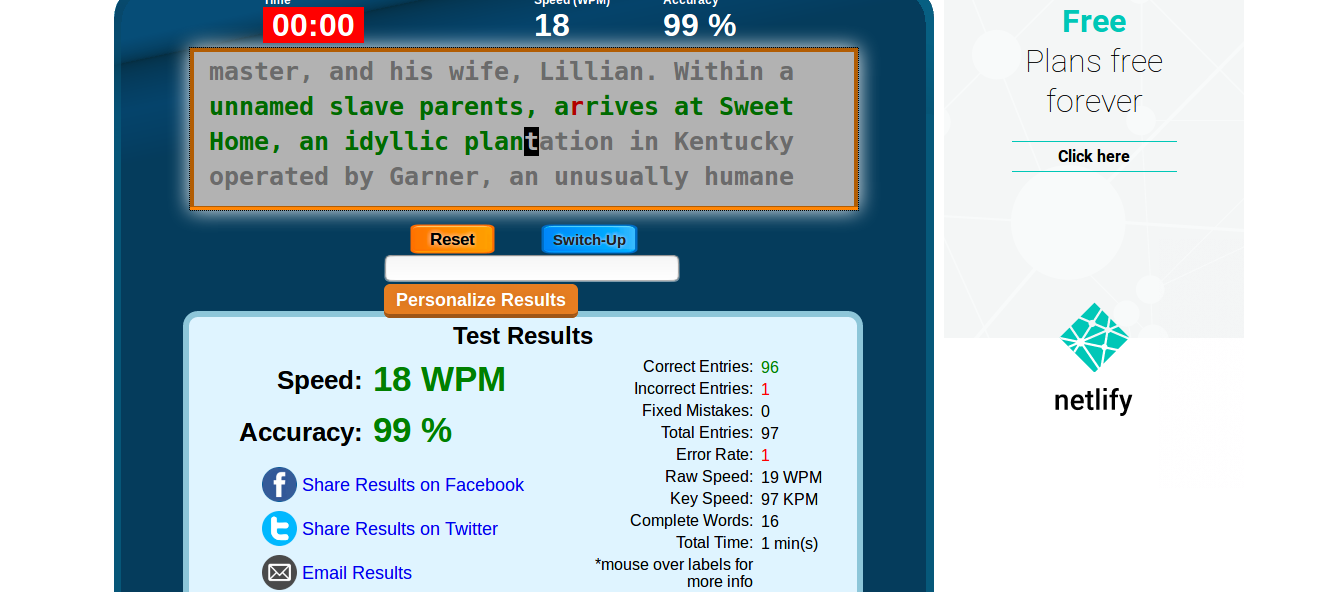 Time
Speed (WPM)
Accuracy
00:00
18
99 %
master, and his wife, Lillian. Within a
unnamed slave parents, arrives at Sweet
Home, an idyllic plantation in Kentucky
operated by Garner, an unusually humane
Reset
Switch-Up
Personalize Results
Test Results
Speed: 18 WPM
Accuracy: 99 %
Share Results on Facebook
Share Results on Twitter
Email Results
Correct Entries: 96
Incorrect Entries: 1
Fixed Mistakes: 0
Total Entries: 97
Error Rate: 1
Raw Speed: 19 WPM
Key Speed: 97 KPM
Complete Words: 16
Total Time: 1 min(s)
*mouse over labels for
more info
Free
Plans free
forever
Click here
netlify